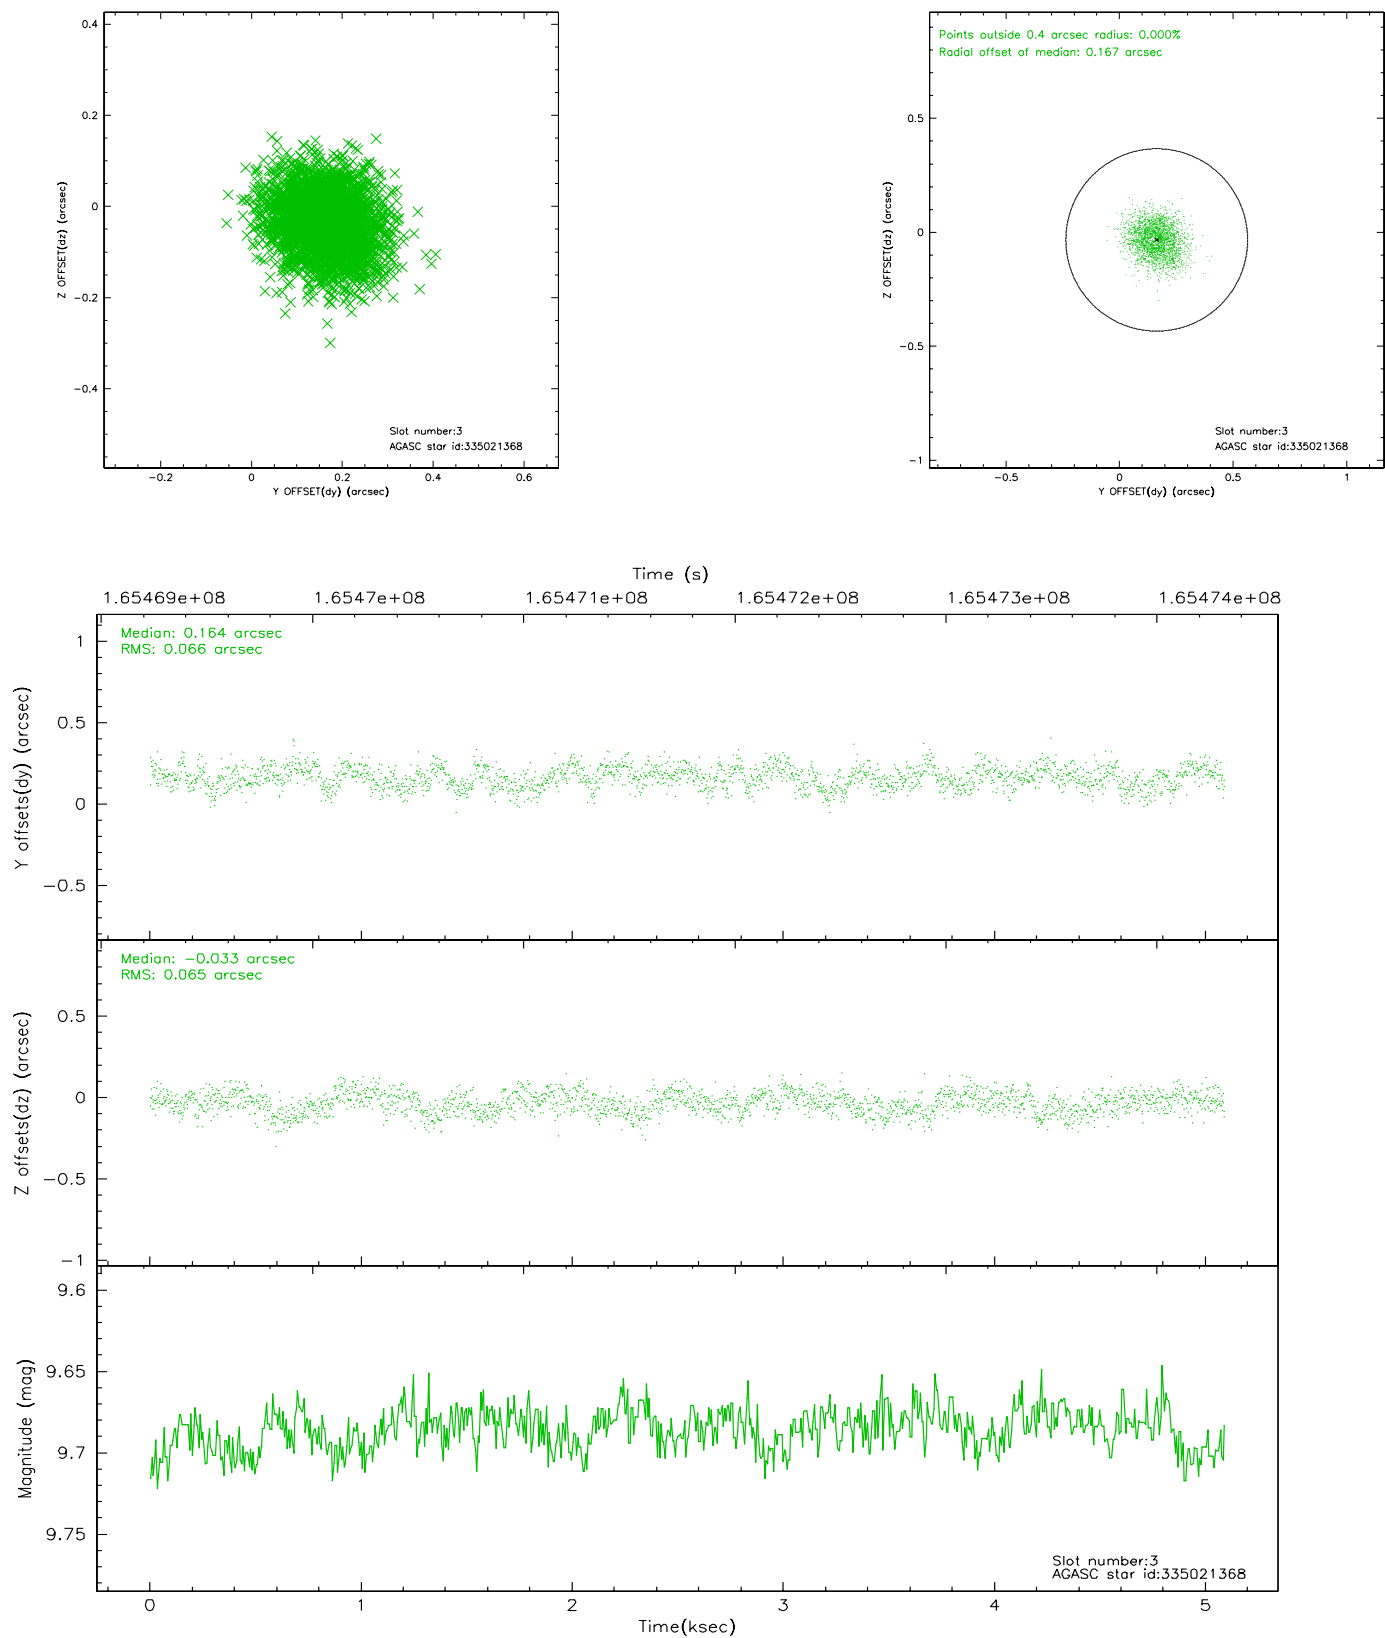 0.4
0.2
0
−0.2
−0.4
Z OFFSET(dz) (arcsec)
Slot number:3
AGASC star id:335021368
−0.2 0 0.2 0.4 0.6
Y OFFSET(dy) (arcsec)
Points outside 0.4 arcsec radius: 0.000%
Radial offset of median: 0.167 arcsec
0.5
0
−0.5
−1
Z OFFSET(dz) (arcsec)
Slot number:3
AGASC star id:335021368
−0.5 0 0.5 1
Y OFFSET(dy) (arcsec)
Time (s)
1.65469e+08 1.6547e+08 1.65471e+08 1.65472e+08 1.65473e+08 1.65474e+08
Median: 0.164 arcsec
RMS: 0.066 arcsec
1
0.5
0
−0.5
Y offsets(dy) (arcsec)
Median: −0.033 arcsec
RMS: 0.065 arcsec
0.5
0
−0.5
−1
Z offsets(dz) (arcsec)
9.6
9.65
9.7
9.75
Magnitude (mag)
Slot number:3
AGASC star id:335021368
0 1 2 3 4 5
Time(ksec)